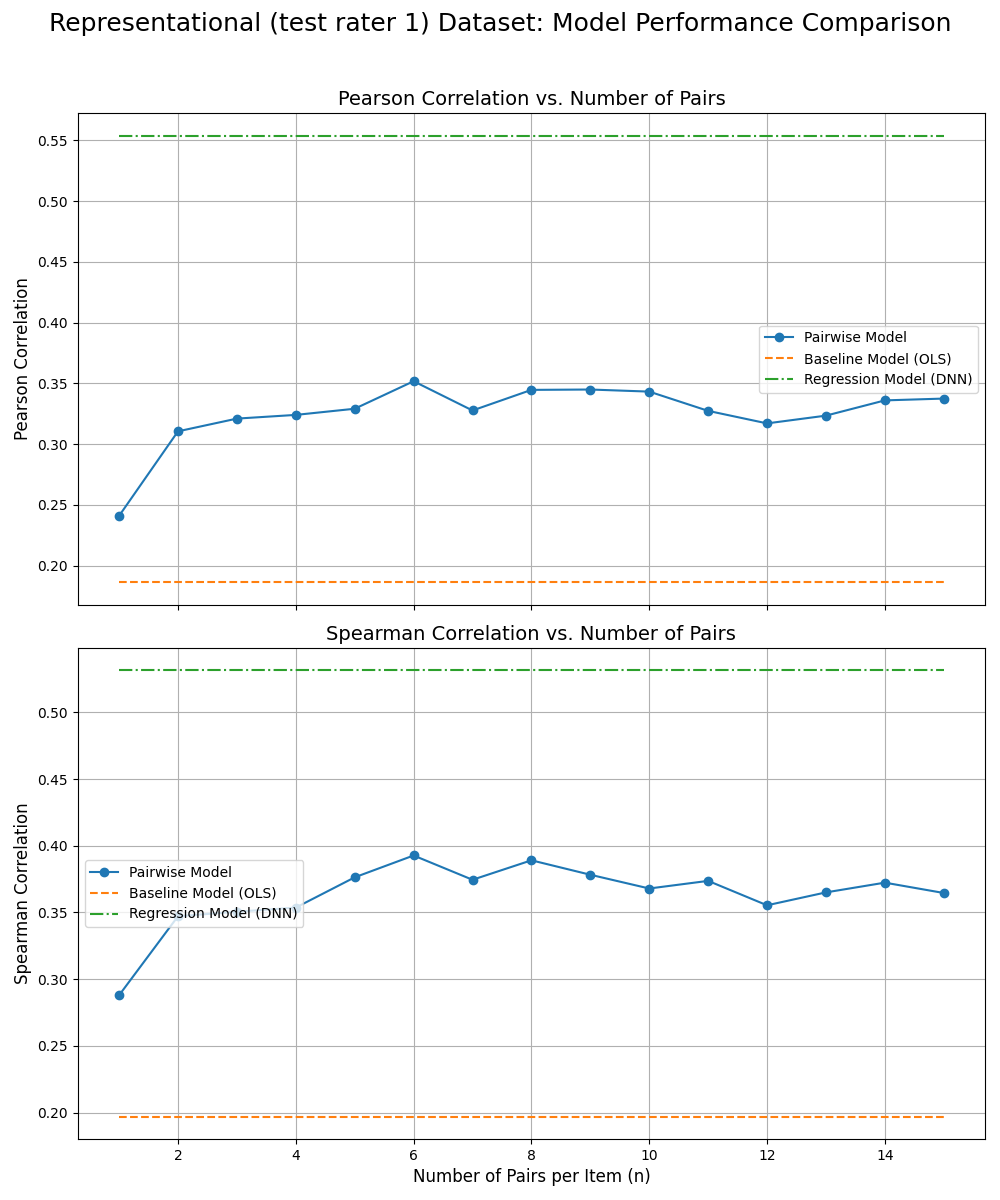 Representational (test rater 1) Dataset: Model Performance Comparison
Pearson Correlation vs. Number of Pairs
Pearson Correlation
0.55
0.50
0.45
0.40
0.35
0.30
0.25
0.20
Pairwise Model
Baseline Model (OLS)
Regression Model (DNN)
Spearman Correlation vs. Number of Pairs
Spearman Correlation
0.50
0.45
0.40
0.35
0.30
0.25
0.20
Pairwise Model
Baseline Model (OLS)
Regression Model (DNN)
2 4 6 8 10 12 14
Number of Pairs per Item (n)